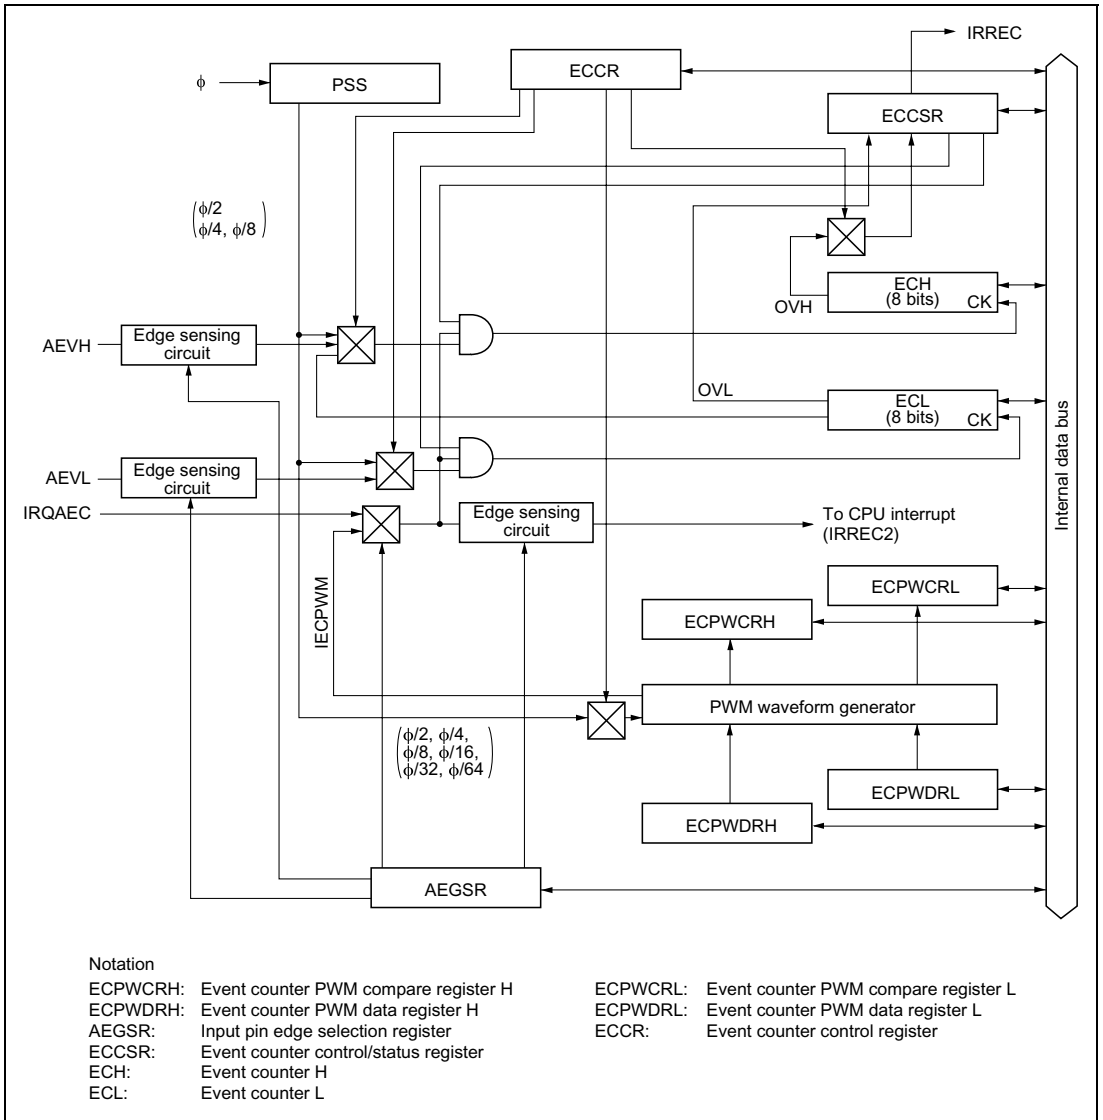 IRREC
ϕ
PSS
ECCR
ECCSR
ϕ/2
ϕ/4, ϕ/8
ECH
(8 bits)
CK
OVH
AEVH
Edge sensing
circuit
OVL
ECL
(8 bits)
CK
AEVL
Edge sensing
circuit
IRQAEC
Edge sensing
circuit
To CPU interrupt
(IRREC2)
Internal data bus
IECPWM
ECPWCRL
ECPWCRH
PWM waveform generator
ϕ/2, ϕ/4,
ϕ/8, ϕ/16,
ϕ/32, ϕ/64
ECPWDRL
ECPWDRH
AEGSR
Notation
ECPWCRH: Event counter PWM compare register H
ECPWDRH: Event counter PWM data register H
AEGSR: Input pin edge selection register
ECCSR: Event counter control/status register
ECH: Event counter H
ECL: Event counter L
ECPWCRL: Event counter PWM compare register L
ECPWDRL: Event counter PWM data register L
ECCR: Event counter control register